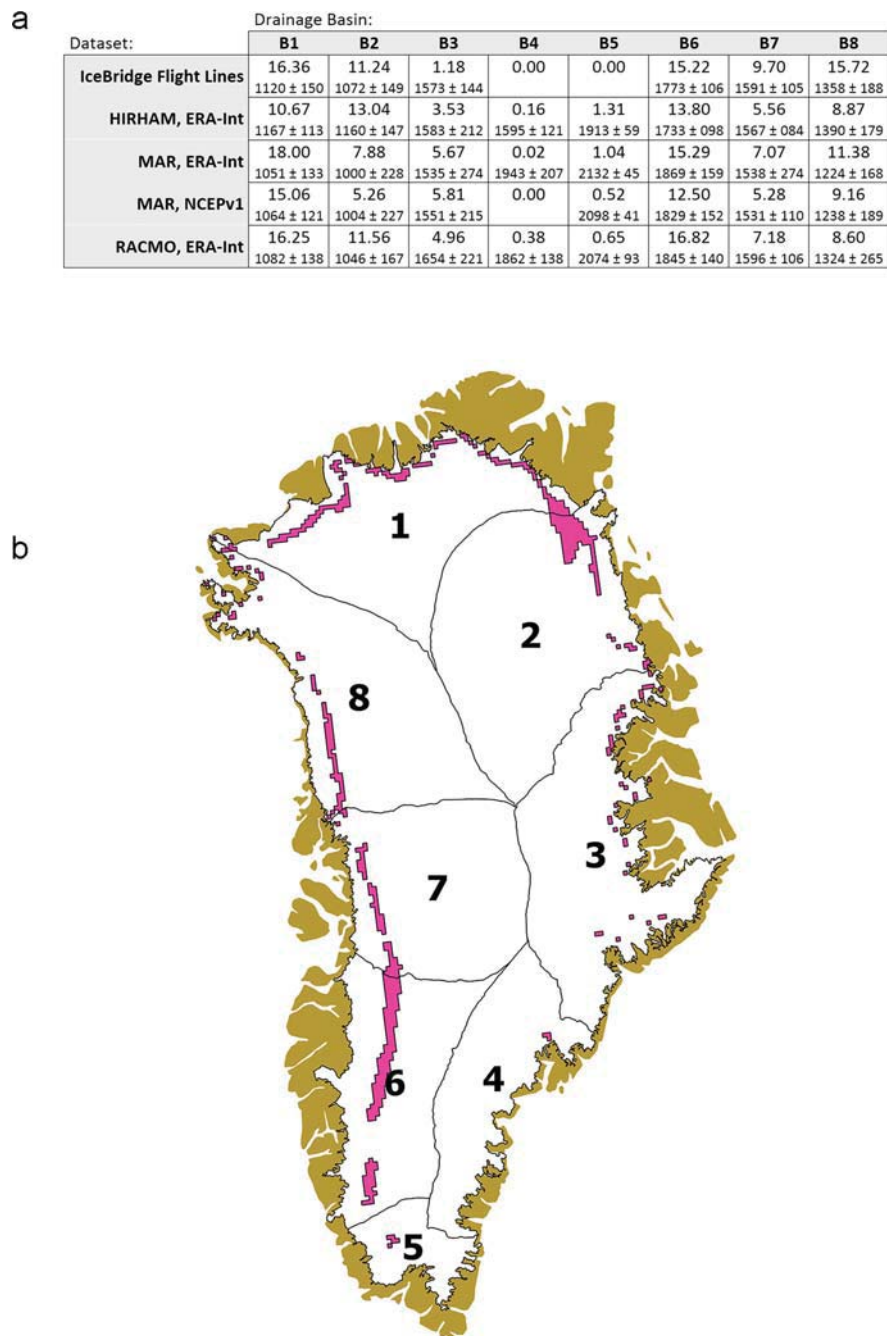 a
Drainage Basin:
Dataset: B1 B2 B3 B4 B5 B6 B7 B8
IceBridge Flight Lines 16.36 11.24 1.18 0.00 0.00 15.22 9.70 15.72
1120 ± 150 1072 ± 149 1573 ± 144 1773 ± 106 1591 ± 105 1358 ± 188
HIRHAM, ERA-Int 10.67 13.04 3.53 0.16 1.31 13.80 5.56 8.87
1167 ± 113 1160 ± 147 1583 ± 212 1595 ± 121 1913 ± 59 1733 ± 098 1567 ± 084 1390 ± 179
MAR, ERA-Int 18.00 7.88 5.67 0.02 1.04 15.29 7.07 11.38
1051 ± 133 1000 ± 228 1535 ± 274 1943 ± 207 2132 ± 45 1869 ± 159 1538 ± 274 1224 ± 168
MAR, NCEPv1 15.06 5.26 5.81 0.00 0.52 12.50 5.28 9.16
1064 ± 121 1004 ± 227 1551 ± 215 2098 ± 41 1829 ± 152 1531 ± 110 1238 ± 189
RACMO, ERA-Int 16.25 11.56 4.96 0.38 0.65 16.82 7.18 8.60
1082 ± 138 1046 ± 167 1654 ± 221 1862 ± 138 2074 ± 93 1845 ± 140 1596 ± 106 1324 ± 265
b
1
2
8
3
7
4
6
5